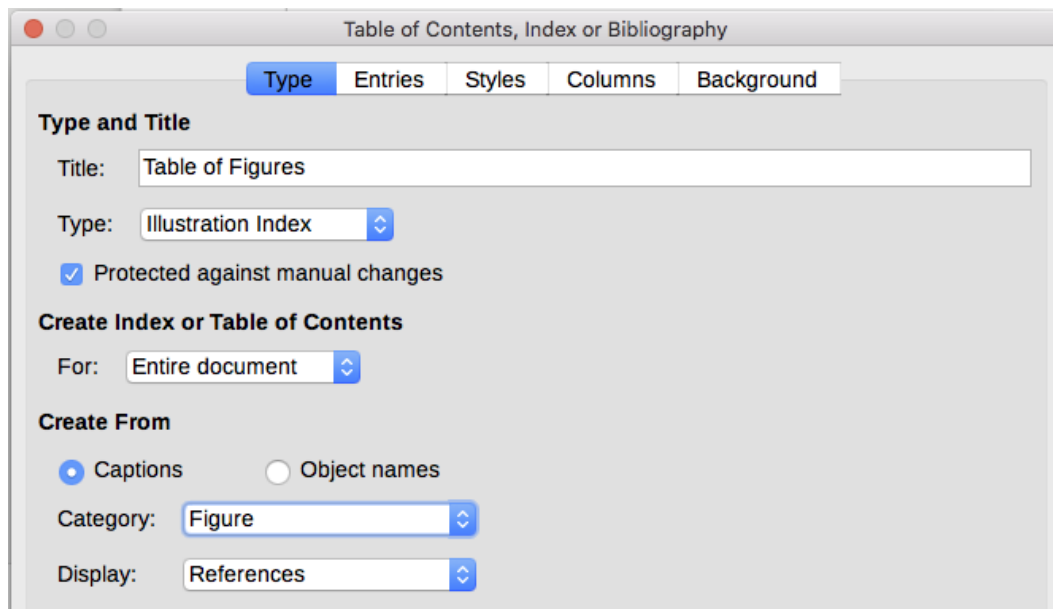 Table of Contents, Index or Bibliography
Type Entries Styles Columns Background
Type and Title
Title: Table of Figures
Type: Illustration Index
Protected against manual changes
Create Index or Table of Contents
For: Entire document
Create From
Captions Object names
Category: Figure
Display: References